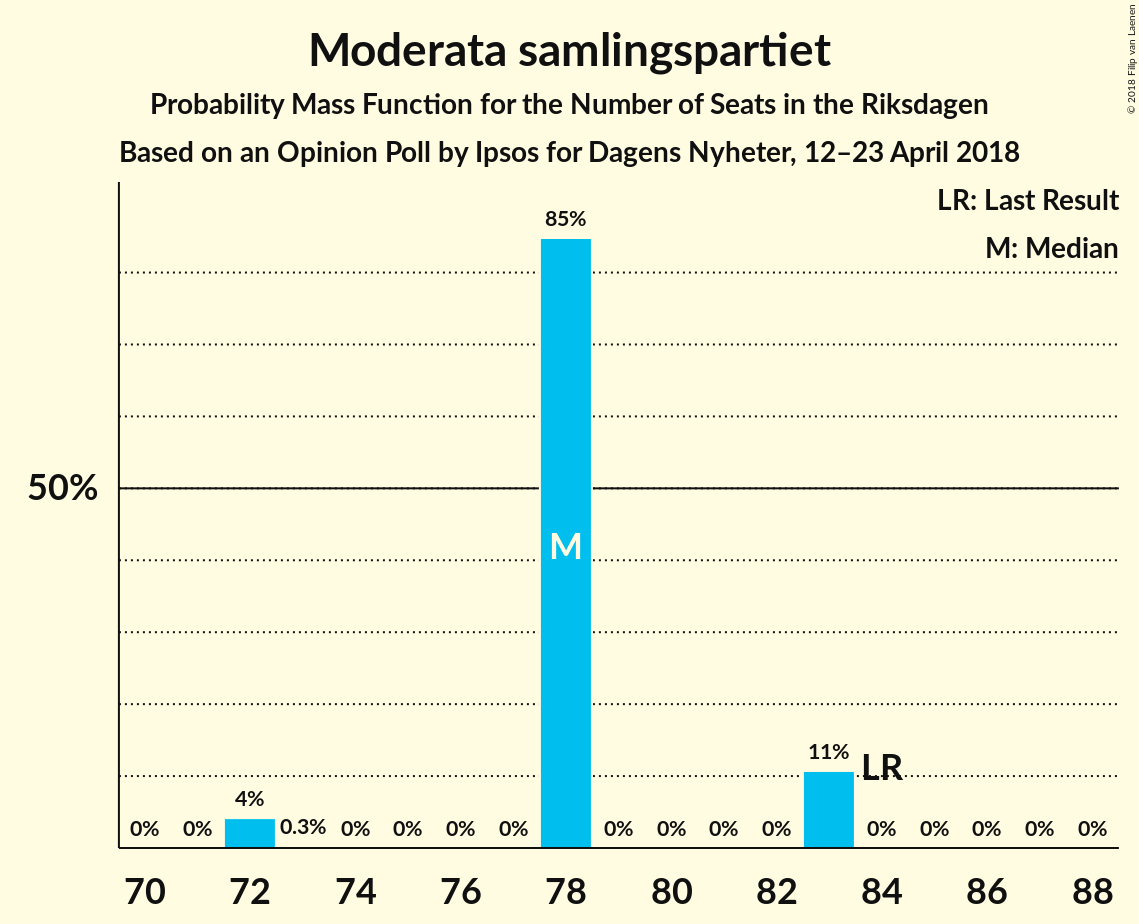 Moderata samlingspartiet
Probability Mass Function for the Number of Seats in the Riksdagen
Based on an Opinion Poll by Ipsos for Dagens Nyheter, 12–23 April 2018
© 2018 Filip van Laenen
LR: Last Result
M: Median
50%
0% 0% 4% 0.3% 0% 0% 0% 0% 85% 0% 0% 0% 0% 11% 0% 0% 0% 0% 0%
M
LR
70 72 74 76 78 80 82 84 86 88